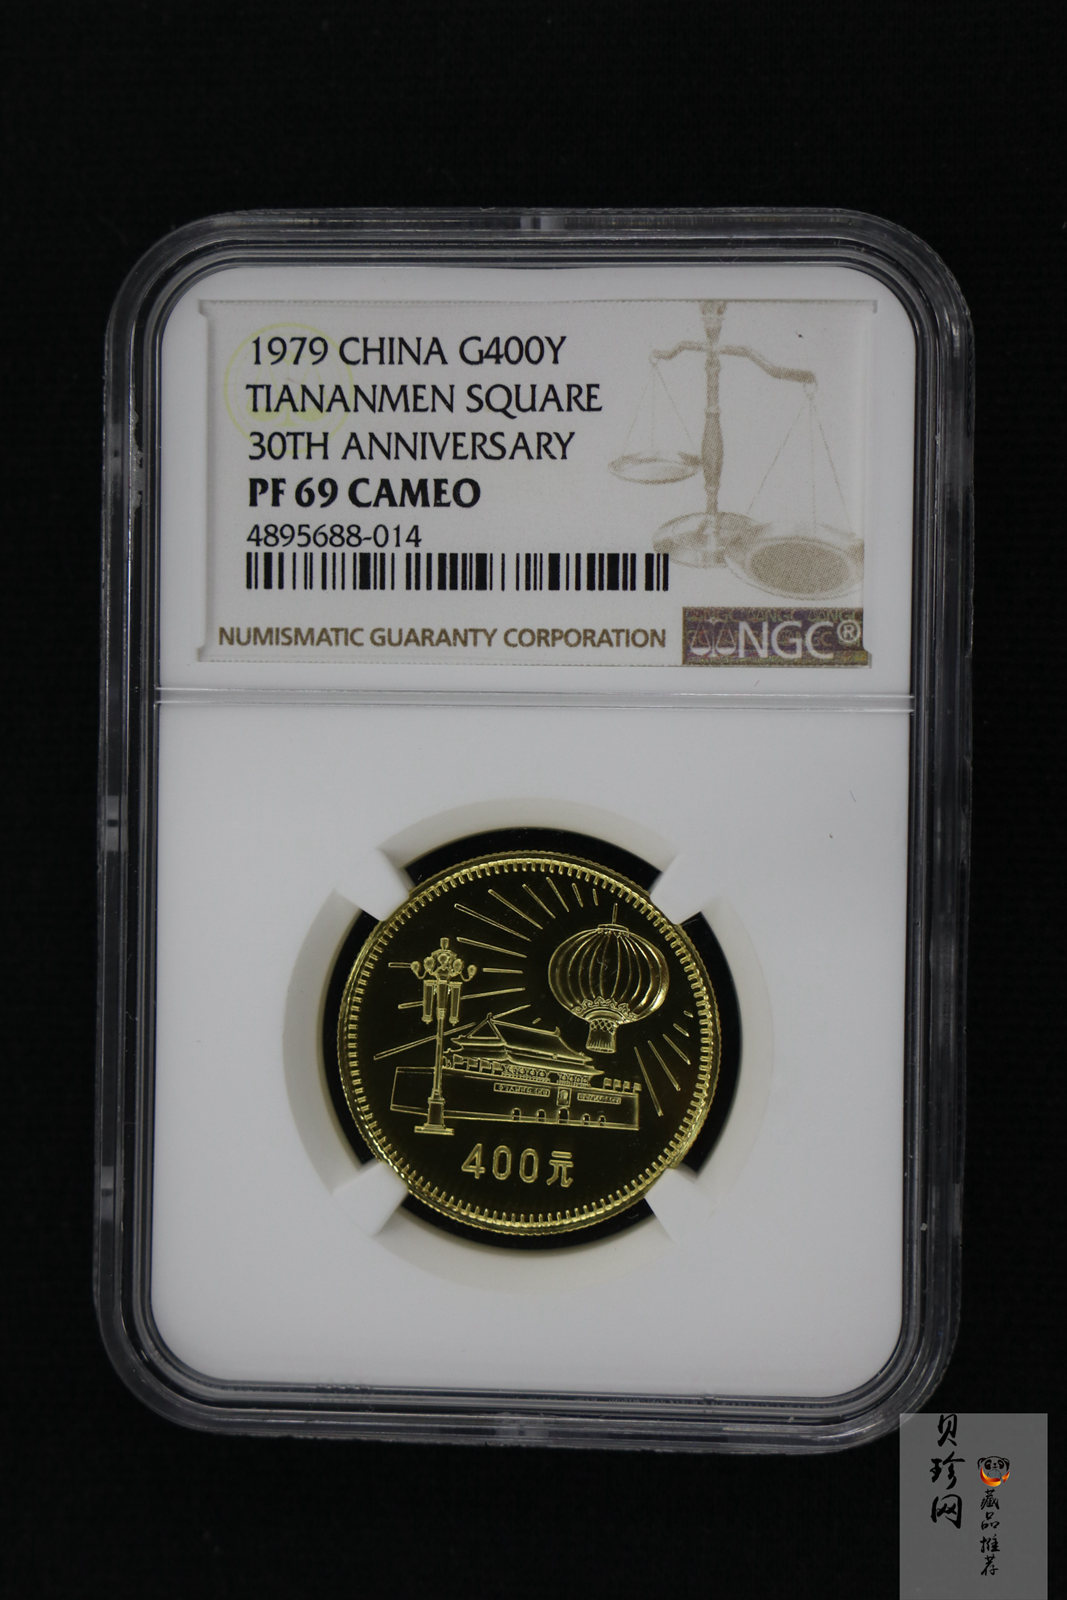 1979 CHINA G400Y
TIANANMEN SQUARE
30TH ANNIVERSARY
PF 69 CAMEO
4895688-014
NUMISMATIC GUARANTY CORPORATION
NGC®
400元
贝珍网
藏品推荐